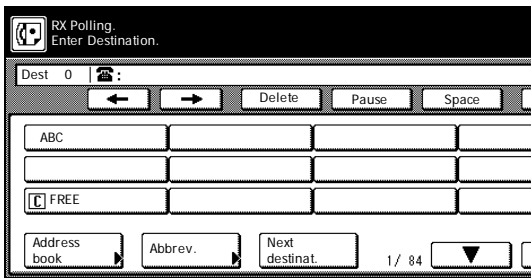 RX Polling.
Enter Destination.
Dest 0 :
Delete Pause Space
ABC
C FREE
Address book Abbrev. Next destinat. 1/ 84